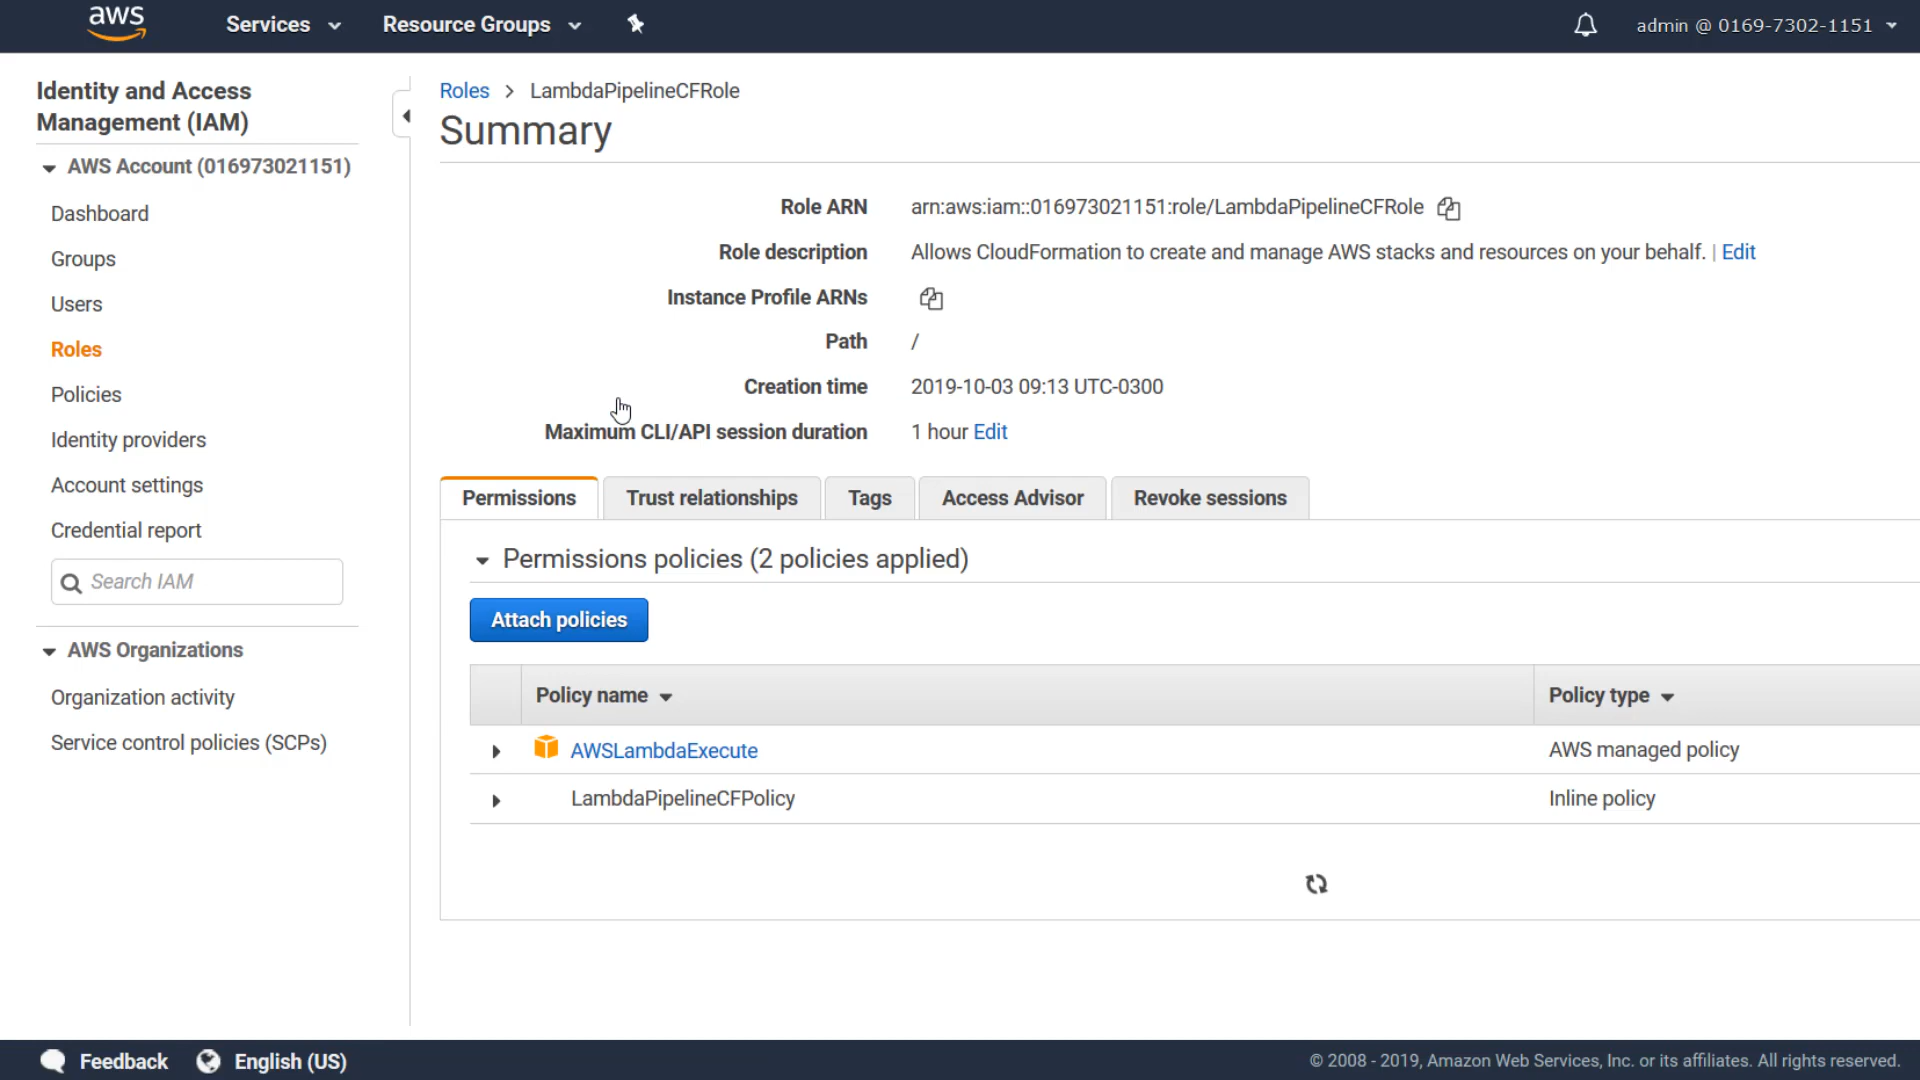 aws
Services
Resource Groups
admin @ 0169-7302-1151
Identity and Access
Management (IAM)
AWS Account (016973021151)
Dashboard
Groups
Users
Roles
Policies
Identity providers
Account settings
Credential report
Search IAM
AWS Organizations
Organization activity
Service control policies (SCPs)
Roles > LambdaPipelineCFRole
Summary
Role ARN arn:aws:iam::016973021151:role/LambdaPipelineCFRole
Role description Allows CloudFormation to create and manage AWS stacks and resources on your behalf. | Edit
Instance Profile ARNs
Path /
Creation time 2019-10-03 09:13 UTC-0300
Maximum CLI/API session duration 1 hour Edit
Permissions Trust relationships Tags Access Advisor Revoke sessions
Permissions policies (2 policies applied)
Attach policies
Policy name Policy type
AWSLambdaExecute AWS managed policy
LambdaPipelineCFPolicy Inline policy
Feedback English (US)
© 2008 - 2019, Amazon Web Services, Inc. or its affiliates. All rights reserved.